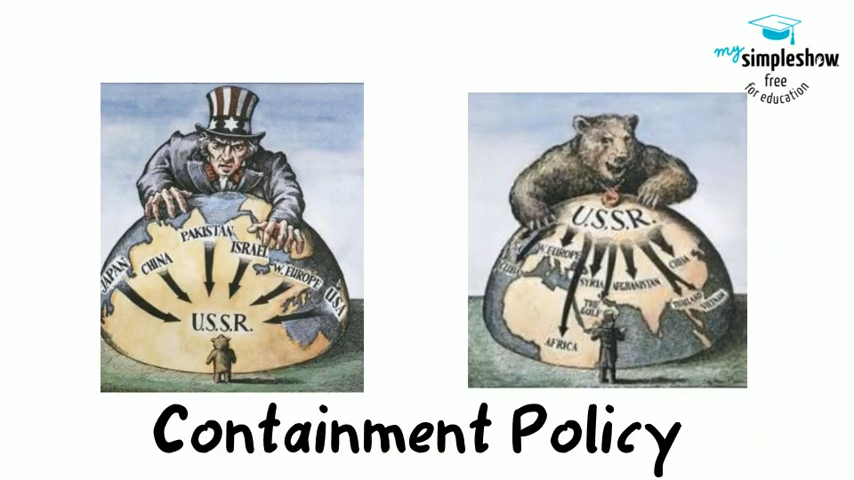 my
simpleshow
free
for education
PAKISTAN
ISRAEL
JAPAN
CHINA
W. EUROPE
USA
U.S.S.R.
U.S.S.R.
W. EUROPE
CUBA
SYRIA
AFGHANISTAN
CHINA
THE
GULF
THAILAND
VIETNAM
AFRICA
Containment Policy